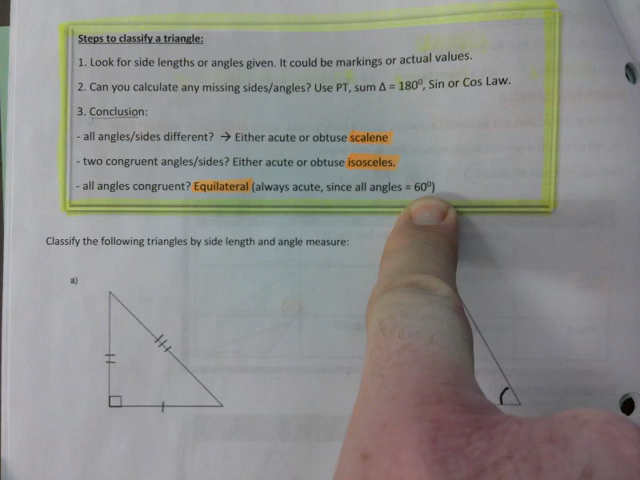 Steps to classify a triangle:
1. Look for side lengths or angles given. It could be markings or actual values.
2. Can you calculate any missing sides/angles? Use PT, sum Δ = 180⁰, Sin or Cos Law.
3. Conclusion:
- all angles/sides different? → Either acute or obtuse scalene
- two congruent angles/sides? Either acute or obtuse isosceles.
- all angles congruent? Equilateral (always acute, since all angles = 60⁰)
Classify the following triangles by side length and angle measure:
a)